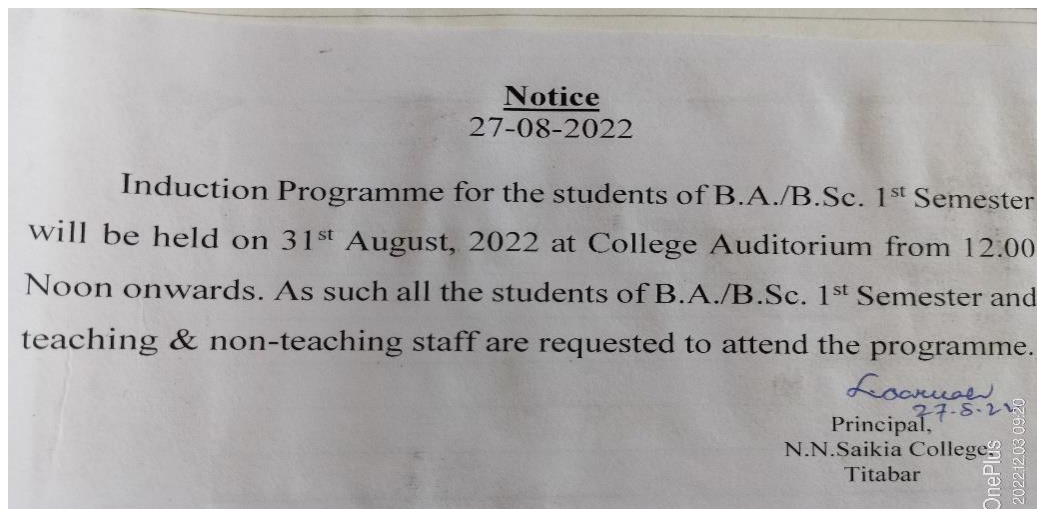 Notice
27-08-2022
Induction Programme for the students of B.A./B.Sc. 1st Semester
will be held on 31st August, 2022 at College Auditorium from 12.00
Noon onwards. As such all the students of B.A./B.Sc. 1st Semester and
teaching & non-teaching staff are requested to attend the programme.
27.8.22
Principal,
N.N.Saikia College,
Titabar
OnePlus
2022.12.03 09:20